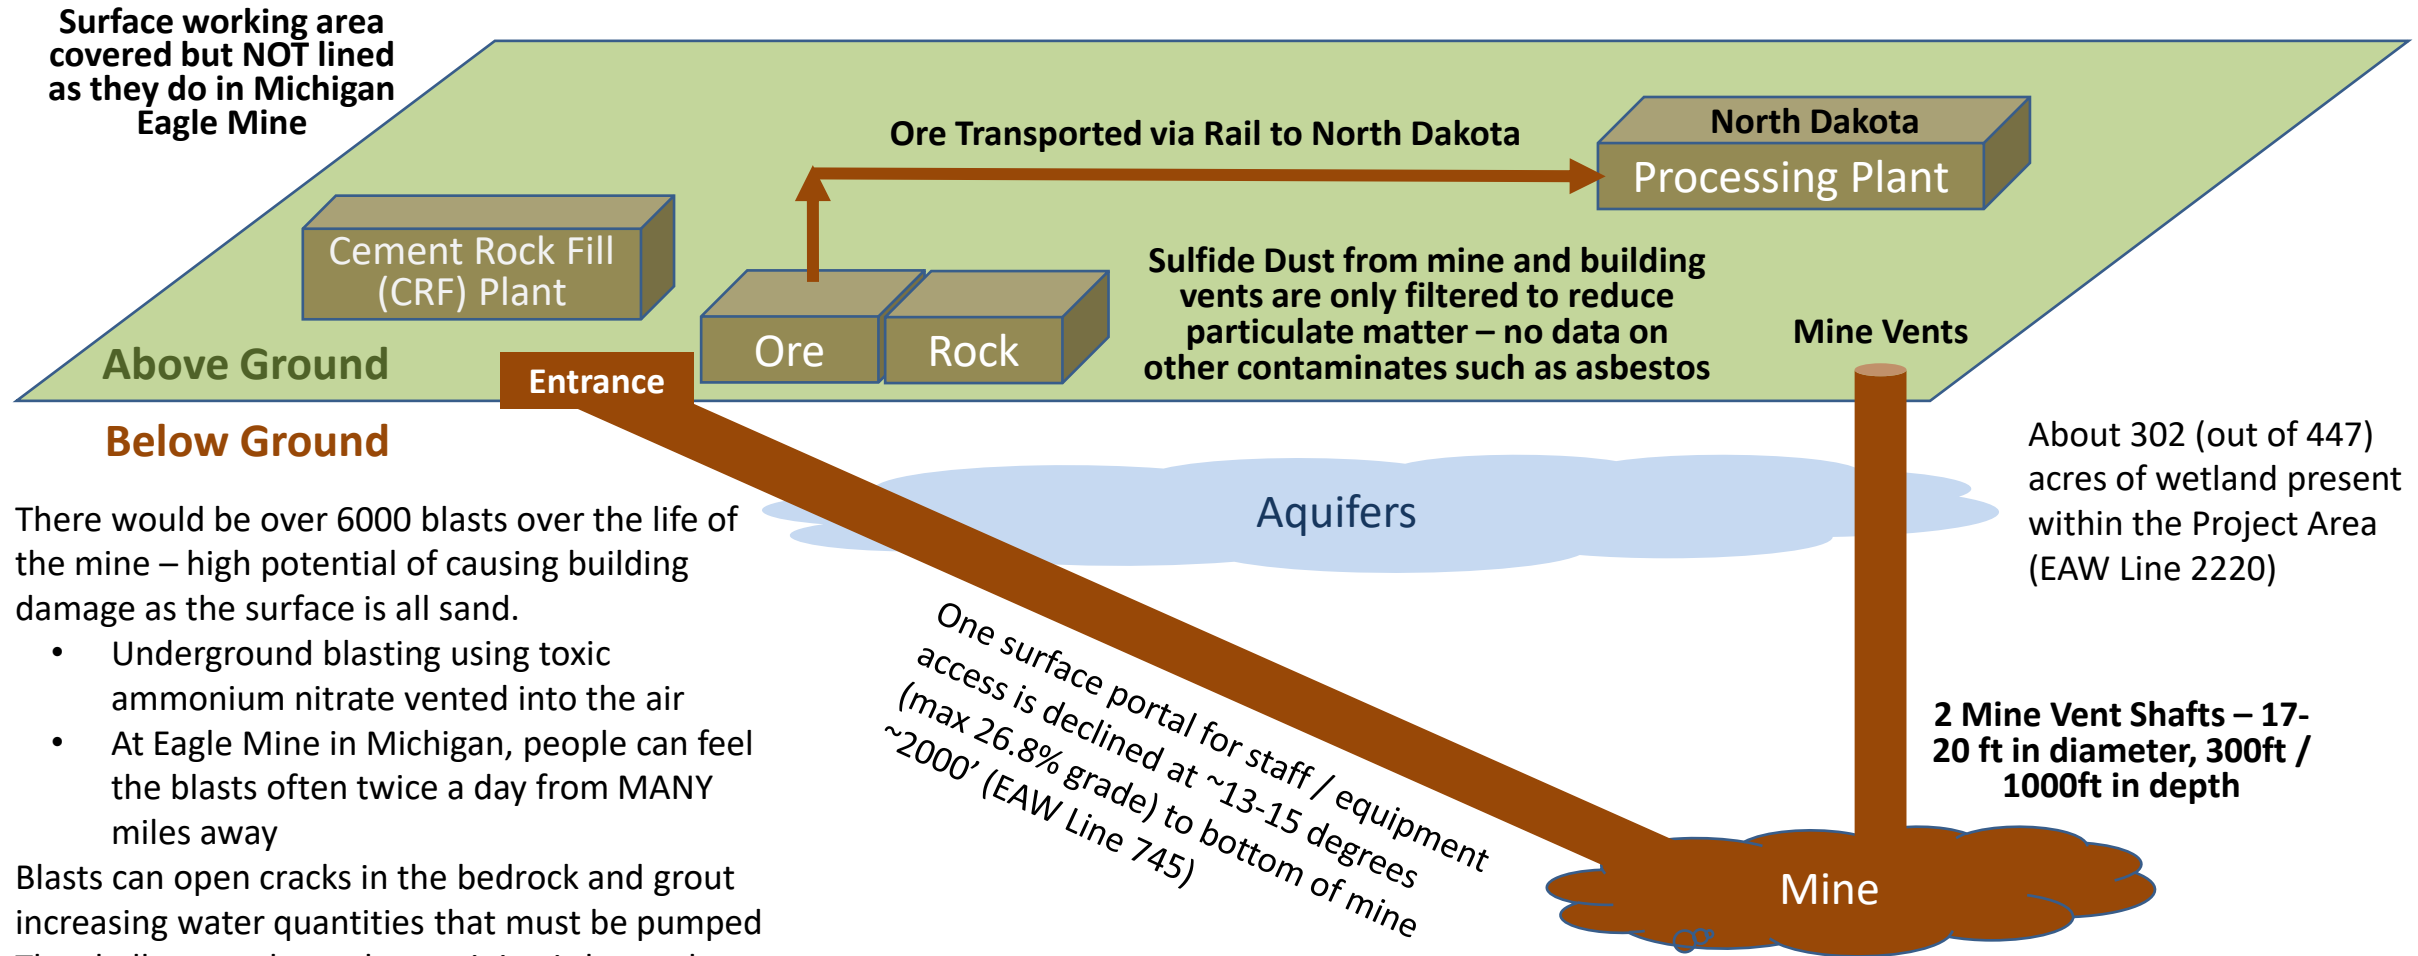 Surface working area
covered but NOT lined
as they do in Michigan
Eagle Mine
Ore Transported via Rail to North Dakota
North Dakota
Processing Plant
Cement Rock Fill
(CRF) Plant
Sulfide Dust from mine and building
vents are only filtered to reduce
particulate matter – no data on
other contaminates such as asbestos
Ore
Rock
Mine Vents
Above Ground
Entrance
Below Ground
Aquifers
About 302 (out of 447)
acres of wetland present
within the Project Area
(EAW Line 2220)
There would be over 6000 blasts over the life of
the mine – high potential of causing building
damage as the surface is all sand.
• Underground blasting using toxic
ammonium nitrate vented into the air
• At Eagle Mine in Michigan, people can feel
the blasts often twice a day from MANY
miles away
Blasts can open cracks in the bedrock and grout
increasing water quantities that must be pumped
One surface portal for staff / equipment
access is declined at ~13-15 degrees
(max 26.8% grade) to bottom of mine
~2000’ (EAW Line 745)
2 Mine Vent Shafts – 17-
20 ft in diameter, 300ft /
1000ft in depth
Mine